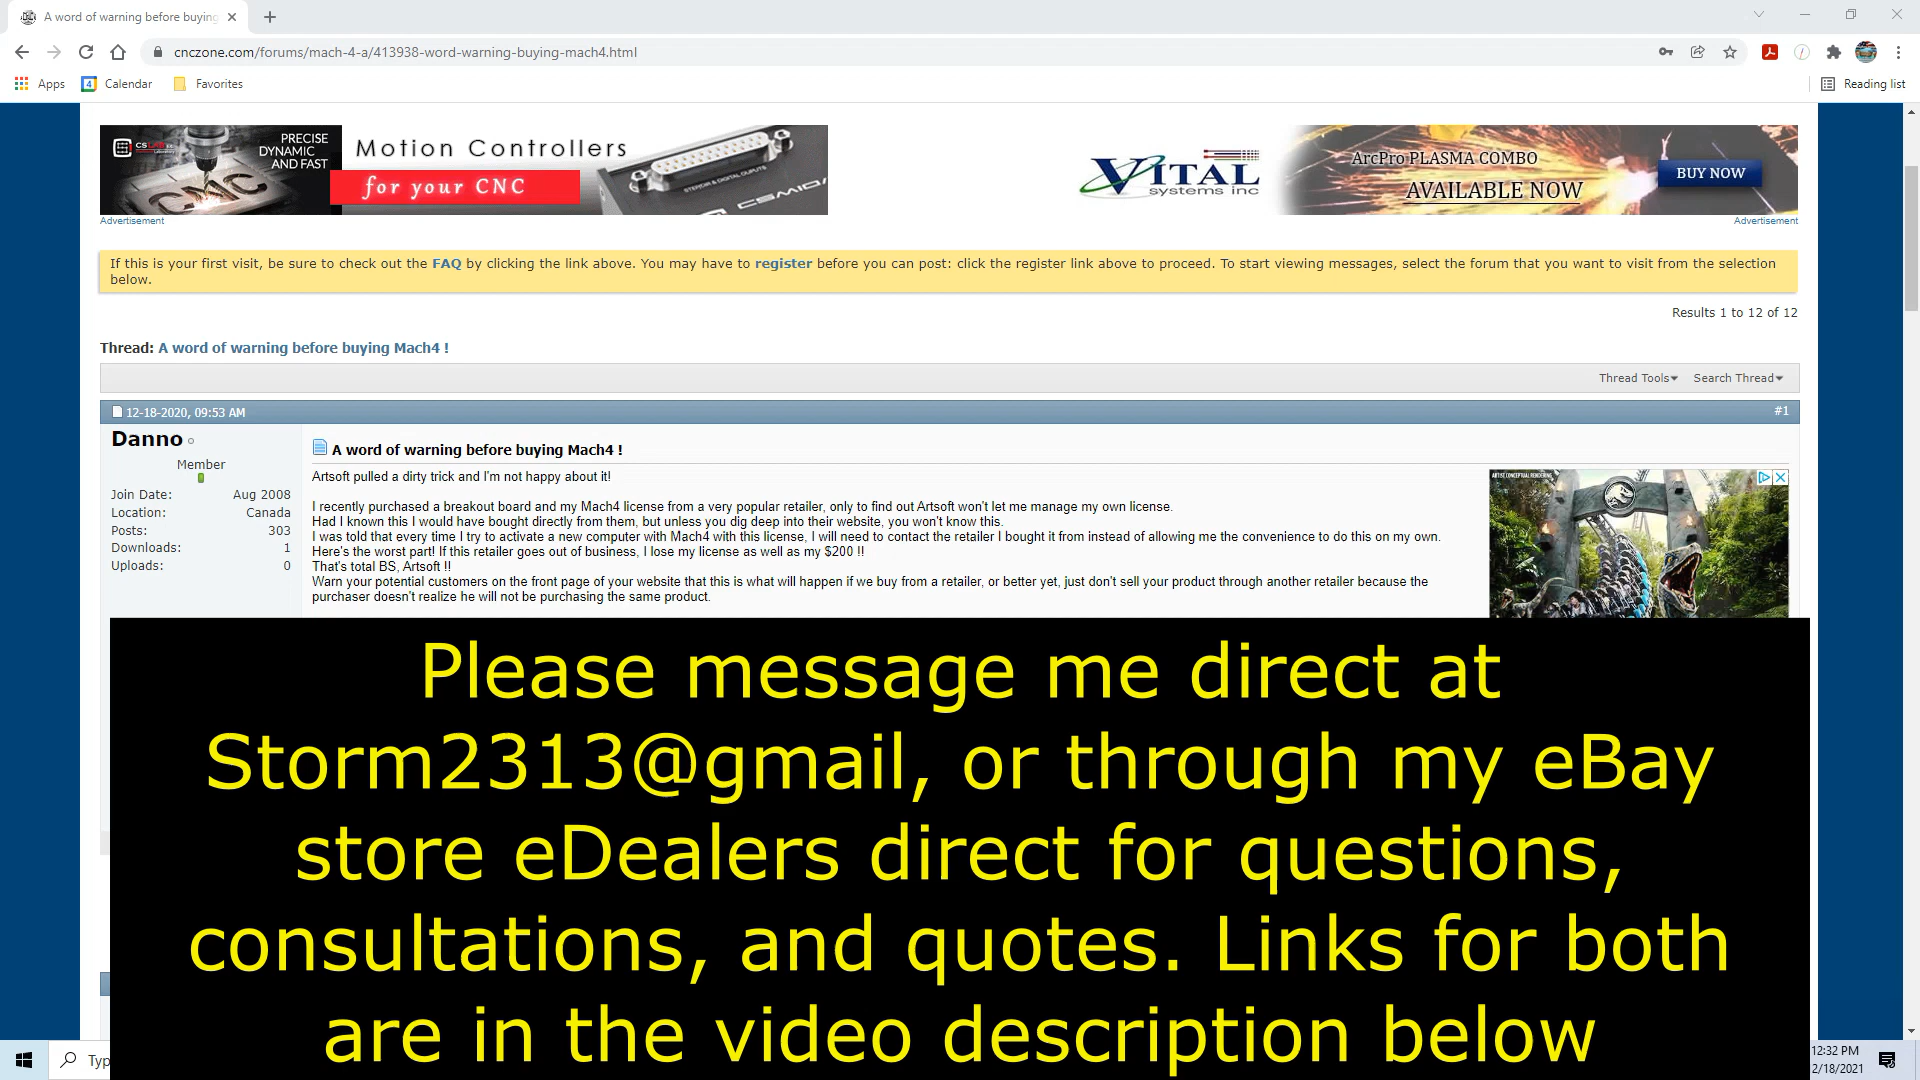 A word of warning before buying
cnczone.com/forums/mach-4-a/413938-word-warning-buying-mach4.html
Apps
4
Calendar
Favorites
Reading list
PRECISE
DYNAMIC
AND FAST
CNC
Motion Controllers
for your CNC
VITAL
systems inc
ArcPro PLASMA COMBO
AVAILABLE NOW
BUY NOW
Advertisement
Advertisement
If this is your first visit, be sure to check out the FAQ by clicking the link above. You may have to register before you can post: click the register link above to proceed. To start viewing messages, select the forum that you want to visit from the selection
below.
Results 1 to 12 of 12
Thread: A word of warning before buying Mach4 !
Thread Tools
Search Thread
12-18-2020, 09:53 AM
#1
Danno
Member
Join Date: Aug 2008
Location: Canada
Posts: 303
Downloads: 1
Uploads: 0
A word of warning before buying Mach4 !
Artsoft pulled a dirty trick and I'm not happy about it!
I recently purchased a breakout board and my Mach4 license from a very popular retailer, only to find out Artsoft won't let me manage my own license.
Had I known this I would have bought directly from them, but unless you dig deep into their website, you won't know this.
I was told that every time I try to activate a new computer with Mach4 with this license, I will need to contact the retailer I bought it from instead of allowing me the convenience to do this on my own.
Here's the worst part! If this retailer goes out of business, I lose my license as well as my $200 !!
That's total BS, Artsoft !!
Warn your potential customers on the front page of your website that this is what will happen if we buy from a retailer, or better yet, just don't sell your product through another retailer because the
purchaser doesn't realize he will not be purchasing the same product.
ARTIST CONCEPTUAL RENDERING
Please message me direct at
Storm2313@gmail, or through my eBay
store eDealers direct for questions,
consultations, and quotes. Links for both
are in the video description below
Typ
12:32 PM
2/18/2021